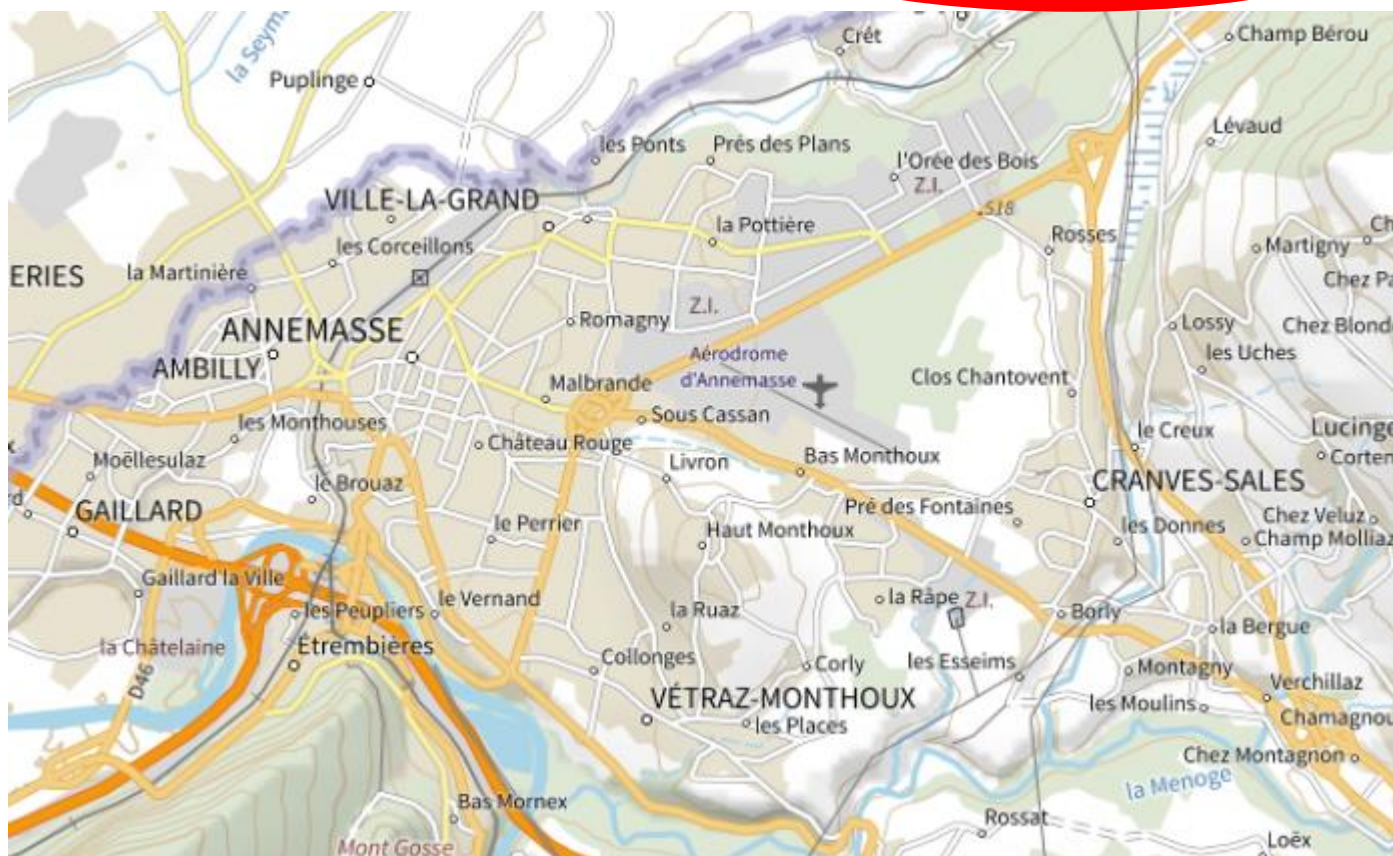 Crét
Champ Bérou
la Seym
Puplinge
Lévaud
les Ponts
Prés des Plans
l'Orée des Bois
Z.I.
VILLE-LA-GRAND
518
la Pottière
Rosses
les Corceillons
Martigny
Ch
ERIES
la Martinière
Chez Pa
Z.I.
Romagny
Lossy
Chez Blond
ANNEMASSE
les Uches
AMBILLY
Aérodrome
d'Annemasse
Malbrande
Clos Chantovent
Sous Cassan
les Monthouses
Château Rouge
le Creux
Lucinge
Moëllesulaz
Livron
Bas Monthoux
Corten
le Brouaz
CRANVES-SALES
GAILLARD
rd
Pré des Fontaines
le Perrier
Haut Monthoux
les Donnes
Chez Veluz
Champ Molliaz
Gaillard la Ville
les Peupliers
le Vernand
la Ruaz
la Râpe
Z.I.
Borly
la Bergue
la Châtelaine
Étrembières
Collonges
Corly
les Esseims
Montagny
D46
Verchillaz
VÉTRAZ-MONTHOUX
les Places
les Moulins
Chamagnou
Chez Montagnon
la Menoge
Bas Mornex
Rossat
Mont Gosse
Loëx